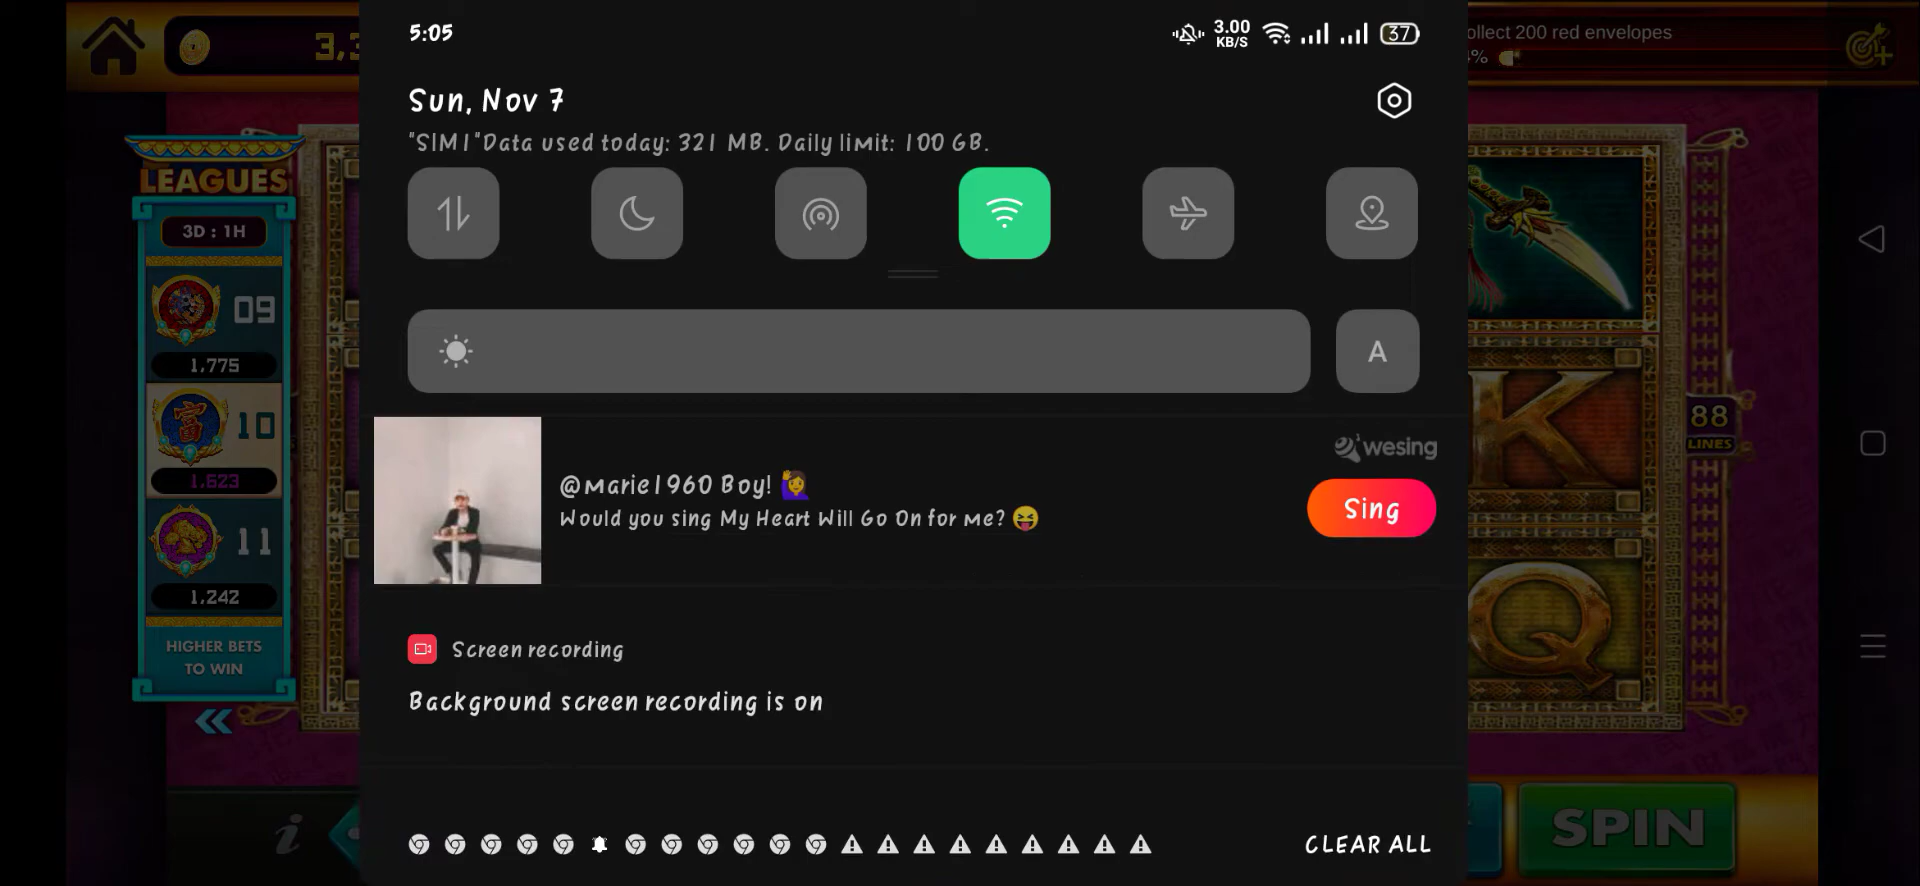 5:05
3.00
KB/S
37
Sun, Nov 7
"SIM1"Data used today: 321 MB. Daily limit: 100 GB.
A
wesing
@marie1960 Boy! 🙋‍♀️
Would you sing My Heart Will Go On for me? 😝
Sing
Screen recording
Background screen recording is on
CLEAR ALL
3,3
ollect 200 red envelopes
%
LEAGUES
3D : 1H
09
1,775
富
10
1,623
11
1,242
HIGHER BETS
TO WIN
K
88
LINES
Q
i
SPIN